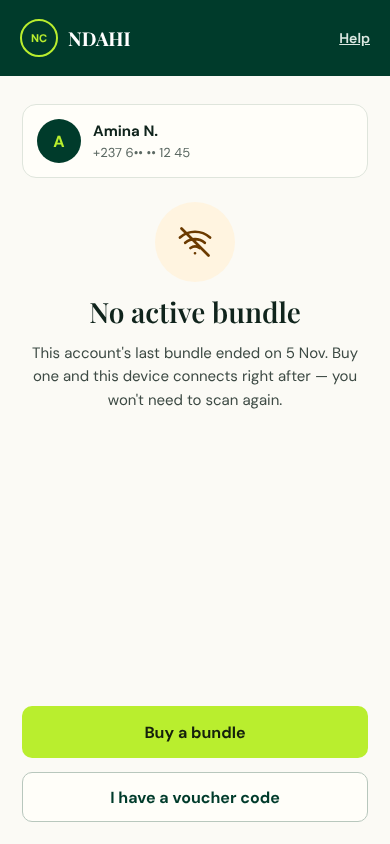 NC NDAHI Help
A
Amina N.
+237 6•• •• 12 45
No active bundle
This account's last bundle ended on 5 Nov. Buy
one and this device connects right after — you
won't need to scan again.
Buy a bundle
I have a voucher code